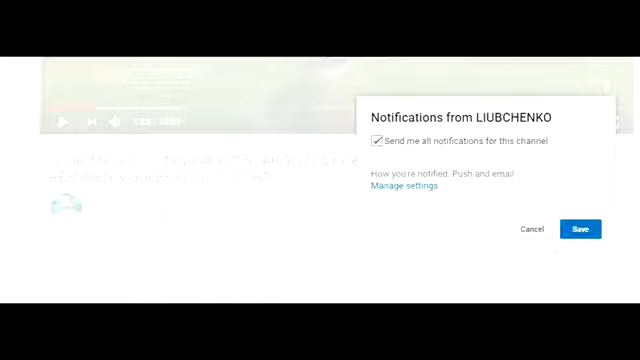 Notifications from LIUBCHENKO
Send me all notifications for this channel
How you're notified. Push and email
Manage settings
Cancel
Save